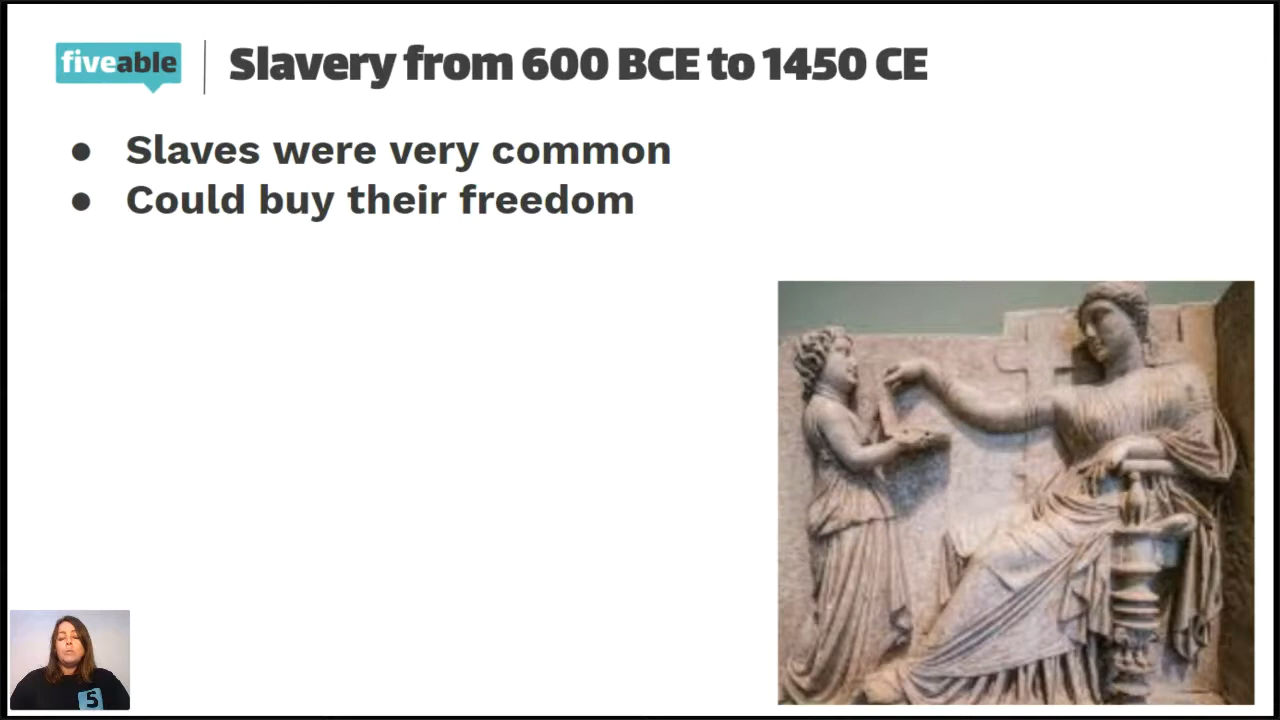 fiveable
Slavery from 600 BCE to 1450 CE
● Slaves were very common
● Could buy their freedom
5